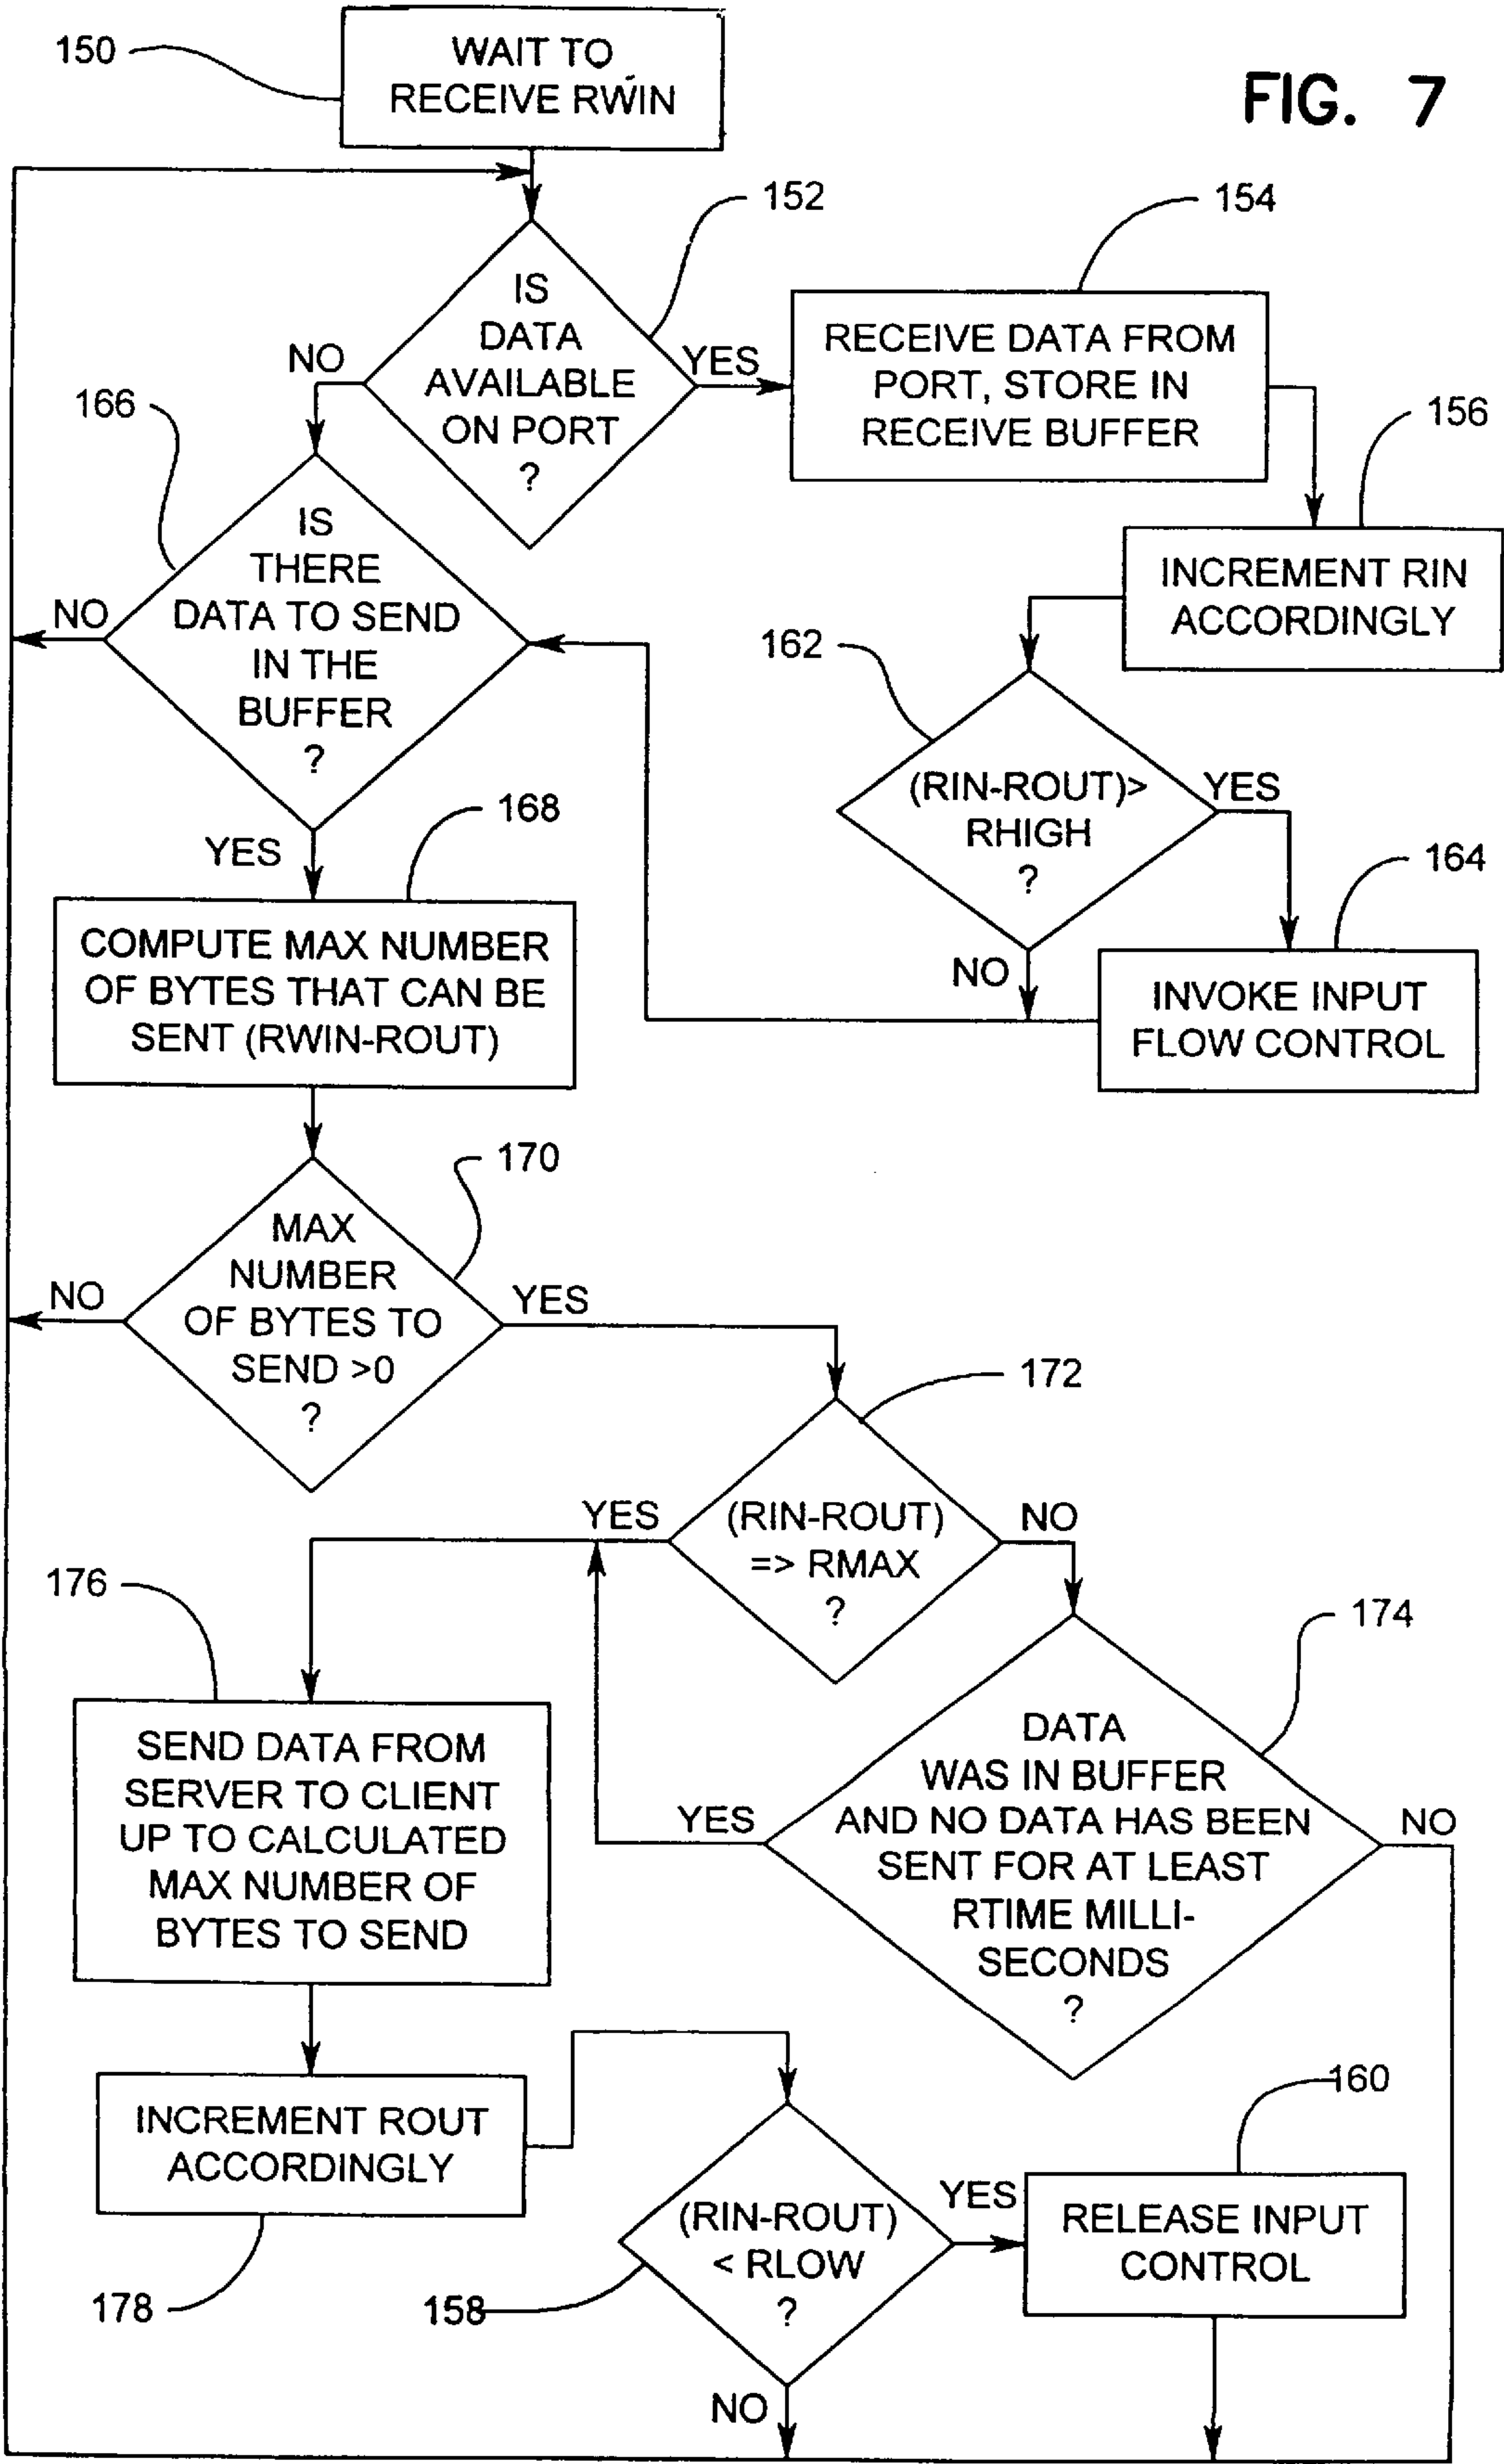 FIG. 7
150
WAIT TO
RECEIVE RWIN
152
IS
DATA
AVAILABLE
ON PORT
?
NO
YES
154
RECEIVE DATA FROM
PORT, STORE IN
RECEIVE BUFFER
156
INCREMENT RIN
ACCORDINGLY
162
(RIN-ROUT)>
RHIGH
?
YES
NO
164
INVOKE INPUT
FLOW CONTROL
166
IS
THERE
DATA TO SEND
IN THE
BUFFER
?
NO
YES
168
COMPUTE MAX NUMBER
OF BYTES THAT CAN BE
SENT (RWIN-ROUT)
170
MAX
NUMBER
OF BYTES TO
SEND >0
?
NO
YES
172
(RIN-ROUT)
=> RMAX
?
YES
NO
174
DATA
WAS IN BUFFER
AND NO DATA HAS BEEN
SENT FOR AT LEAST
RTIME MILLI-
SECONDS
?
YES
NO
176
SEND DATA FROM
SERVER TO CLIENT
UP TO CALCULATED
MAX NUMBER OF
BYTES TO SEND
INCREMENT ROUT
ACCORDINGLY
178
158
(RIN-ROUT)
< RLOW
?
YES
NO
160
RELEASE INPUT
CONTROL